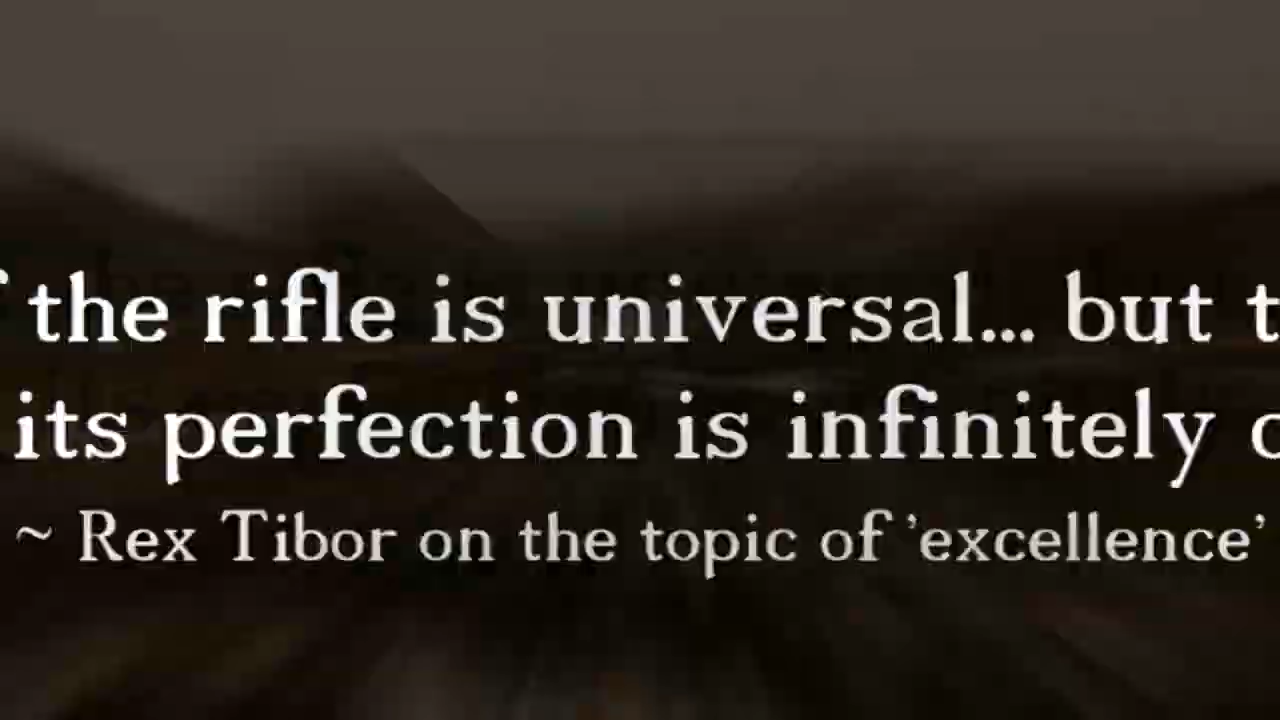 the rifle is universal... but
its perfection is infinitely
~ Rex Tibor on the topic of 'excellence'